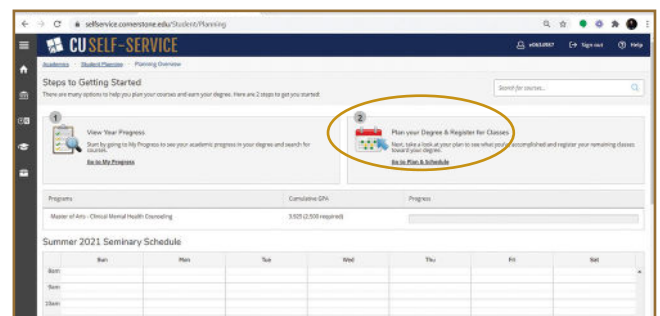 selfservice.cornerstone.edu/Student/Planning
CU SELF-SERVICE
Sign out
Help
Academics Student Planning Planning Overview
Steps to Getting Started
There are many options to help you plan your courses and earn your degree. Here are 2 steps to get you started:
Search for courses...
1
View Your Progress
Start by going to My Progress to see your academic progress in your degree and search for
courses.
Go to My Progress
2
Plan your Degree & Register for Classes
Next, take a look at your plan to see what you've accomplished and register your remaining classes
toward your degree.
Go to Plan & Schedule
Programs Cumulative GPA Progress
Master of Arts - Clinical Mental Health Counseling 3.925 (2.500 required)
Summer 2021 Seminary Schedule
Sun Mon Tue Wed Thu Fri Sat
8am
9am
10am